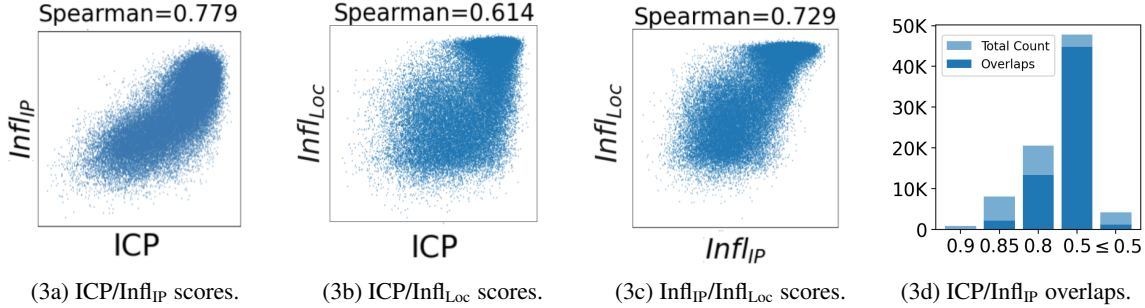 Spearman=0.779
Infl_IP
ICP
(3a) ICP/Infl_IP scores.
Spearman=0.614
Infl_Loc
ICP
(3b) ICP/Infl_Loc scores.
Spearman=0.729
Infl_Loc
Infl_IP
(3c) Infl_IP/Infl_Loc scores.
50K
40K
30K
20K
10K
0
Total Count
Overlaps
0.9 0.85 0.8 0.5 ≤ 0.5
(3d) ICP/Infl_IP overlaps.